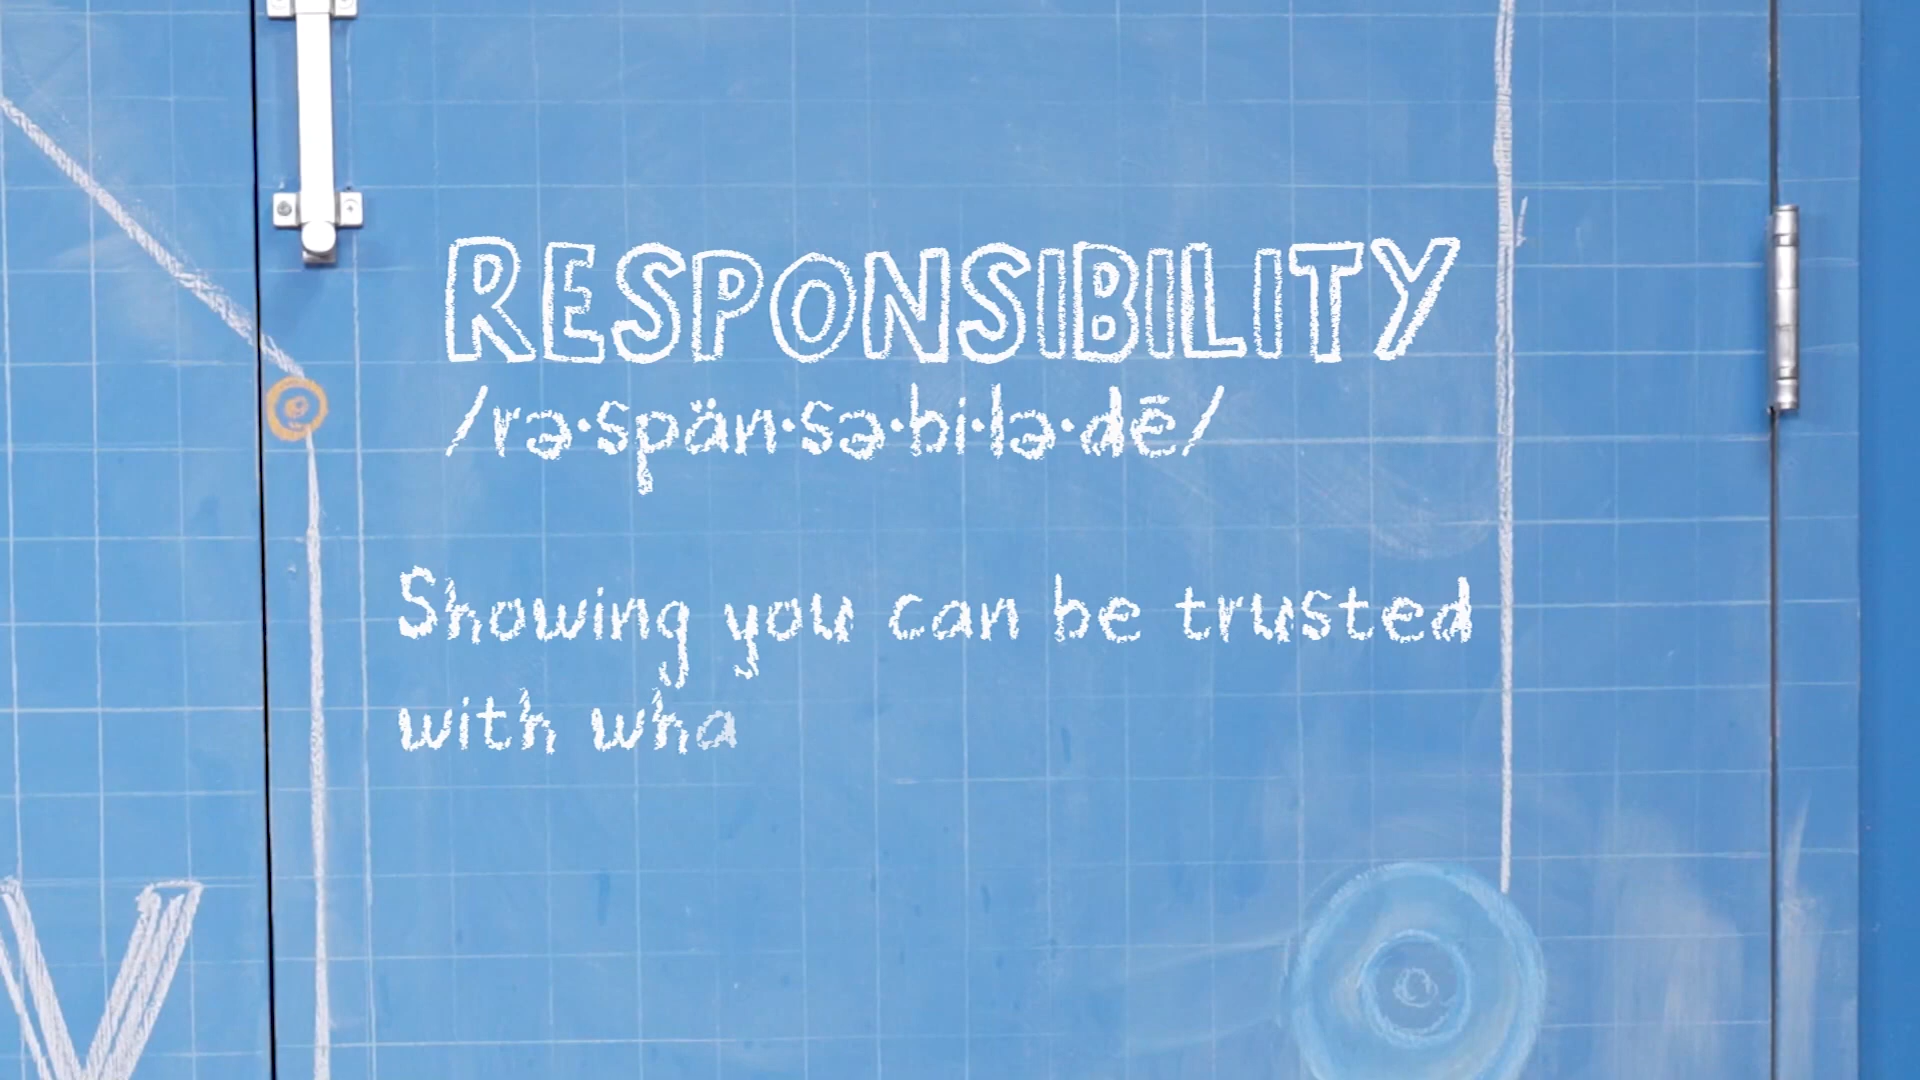 RESPONSIBILITY
/rə·spän·sə·bi·lə·dē/
Showing you can be trusted
with wha
V